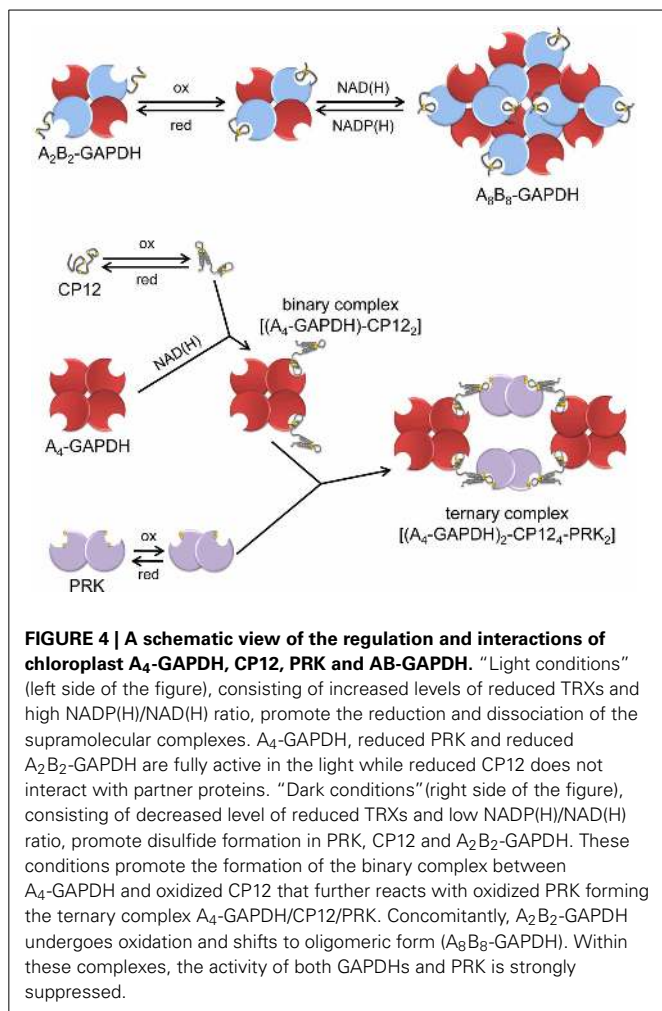 ox
NAD(H)
red
NADP(H)
A₂B₂-GAPDH
A₈B₈-GAPDH
ox
red
CP12
binary complex
[(A₄-GAPDH)-CP12₂]
NAD(H)
A₄-GAPDH
ox
red
PRK
ternary complex
[(A₄-GAPDH)₂-CP12₄-PRK₂]
FIGURE 4 | A schematic view of the regulation and interactions of
chloroplast A₄-GAPDH, CP12, PRK and AB-GAPDH. “Light conditions”
(left side of the figure), consisting of increased levels of reduced TRXs and
high NADP(H)/NAD(H) ratio, promote the reduction and dissociation of the
supramolecular complexes. A₄-GAPDH, reduced PRK and reduced
A₂B₂-GAPDH are fully active in the light while reduced CP12 does not
interact with partner proteins. “Dark conditions”(right side of the figure),
consisting of decreased level of reduced TRXs and low NADP(H)/NAD(H)
ratio, promote disulfide formation in PRK, CP12 and A₂B₂-GAPDH. These
conditions promote the formation of the binary complex between
A₄-GAPDH and oxidized CP12 that further reacts with oxidized PRK forming
the ternary complex A₄-GAPDH/CP12/PRK. Concomitantly, A₂B₂-GAPDH
undergoes oxidation and shifts to oligomeric form (A₈B₈-GAPDH). Within
these complexes, the activity of both GAPDHs and PRK is strongly
suppressed.